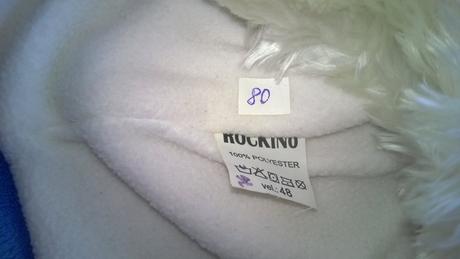 80
ROCKINO
100% POLYESTER
vel.: 48